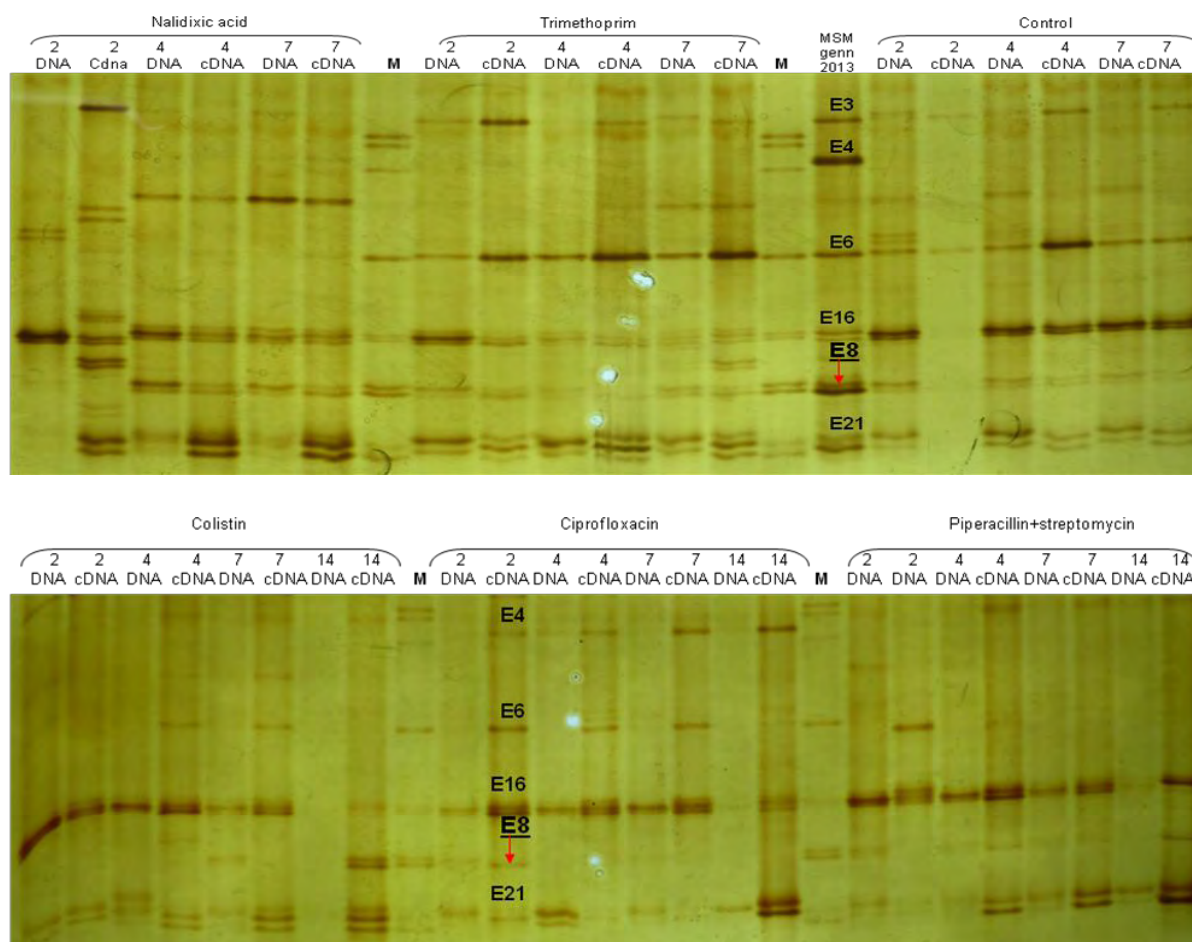 Nalidixic acid Trimethoprim Control
2 2 4 4 7 7 2 2 4 4 7 7 MSM 2 2 4 4 7 7
DNA Cdna DNA cDNA DNA cDNA M DNA cDNA DNA cDNA DNA cDNA M genn DNA cDNA DNA cDNA DNA cDNA
2013
E3
E4
E6
E16
E8
E21
Colistin Ciprofloxacin Piperacillin+streptomycin
2 2 4 4 7 7 14 14 2 2 4 4 7 7 14 14 2 2 4 4 7 7 14 14
DNA cDNA DNA cDNA DNA cDNA DNA cDNA M DNA cDNA DNA cDNA DNA cDNA DNA cDNA M DNA DNA DNA cDNA DNA cDNA DNA cDNA
E4
E6
E16
E8
E21